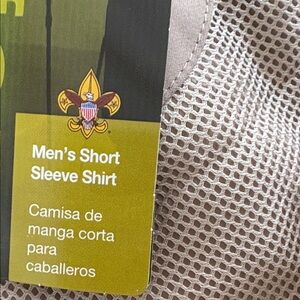 Men's Short
Sleeve Shirt
Camisa de
manga corta
para
caballeros